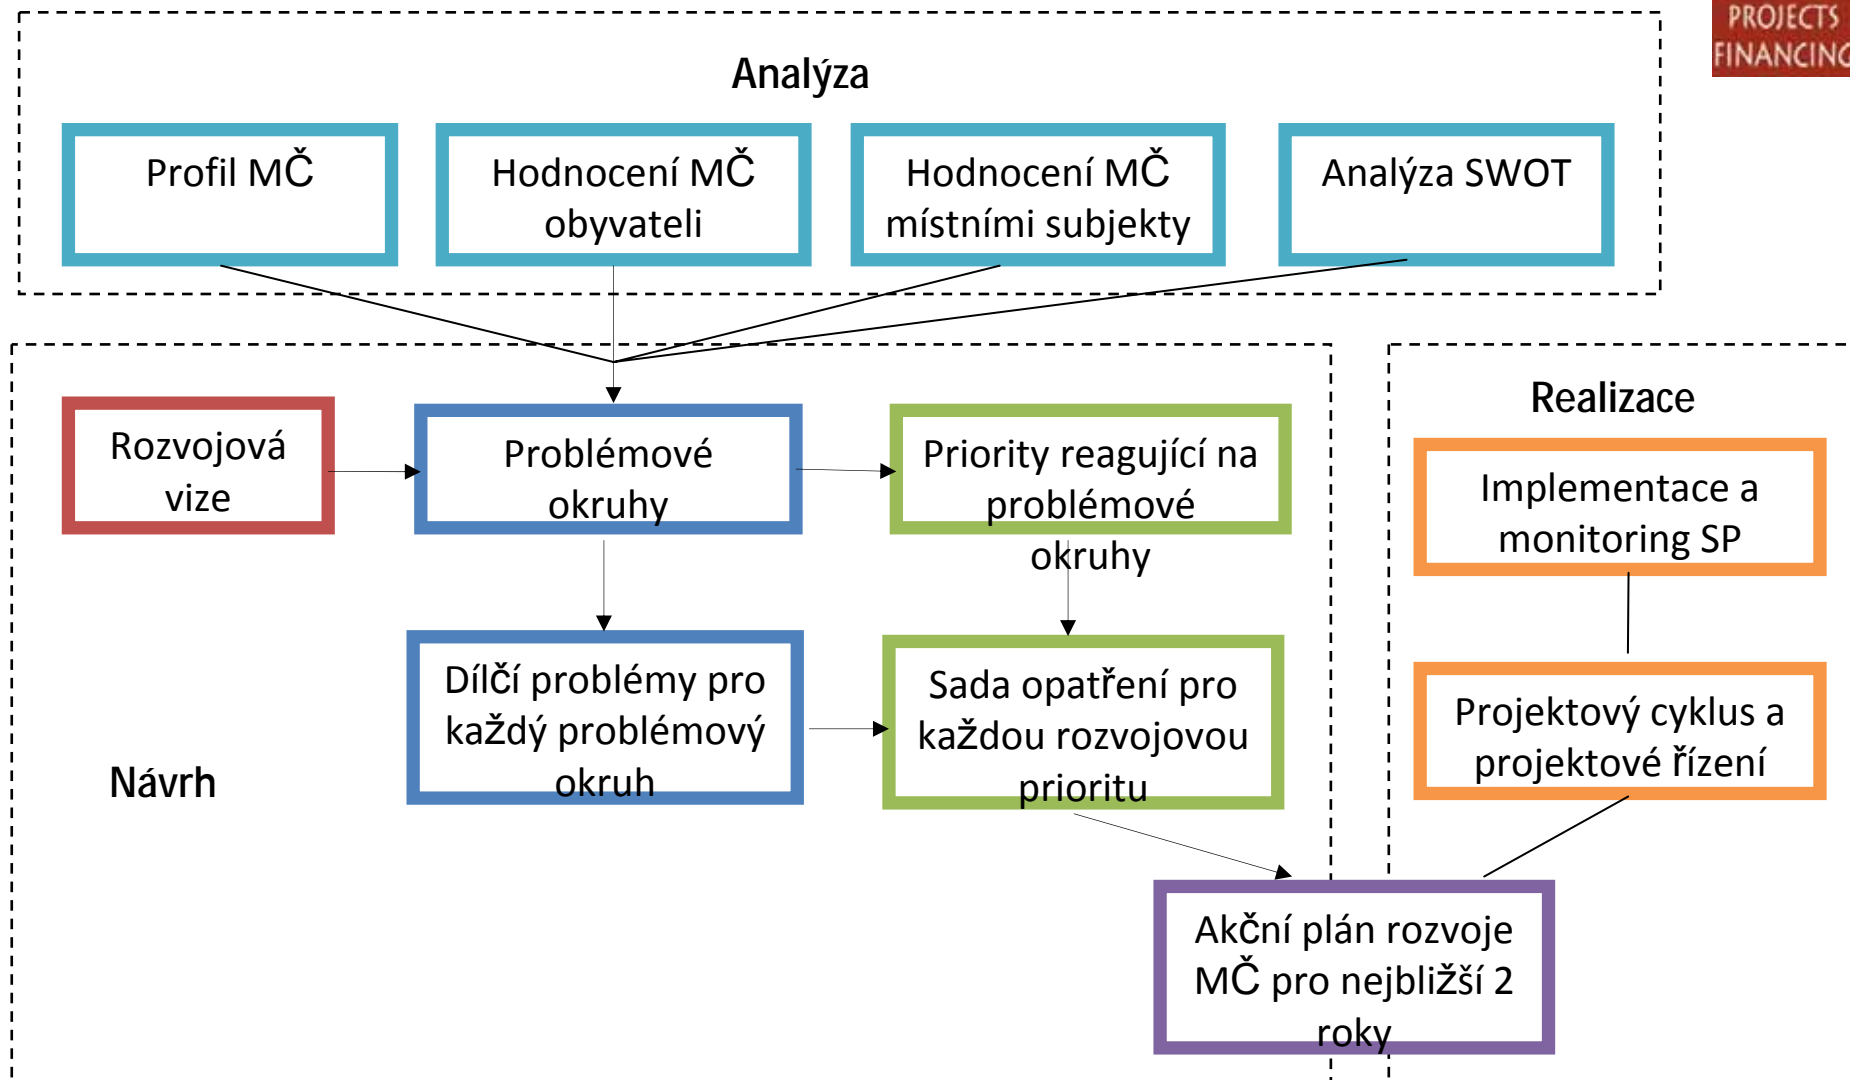 PROJECTS
FINANCING
Analýza
Profil MČ
Hodnocení MČ
obyvateli
Hodnocení MČ
místními subjekty
Analýza SWOT
Rozvojová
vize
Problémové
okruhy
Priority reagující na
problémové
okruhy
Realizace
Implementace a
monitoring SP
Dílčí problémy pro
každý problémový
okruh
Sada opatření pro
každou rozvojovou
prioritu
Projektový cyklus a
projektové řízení
Návrh
Akční plán rozvoje
MČ pro nejbližší 2
roky